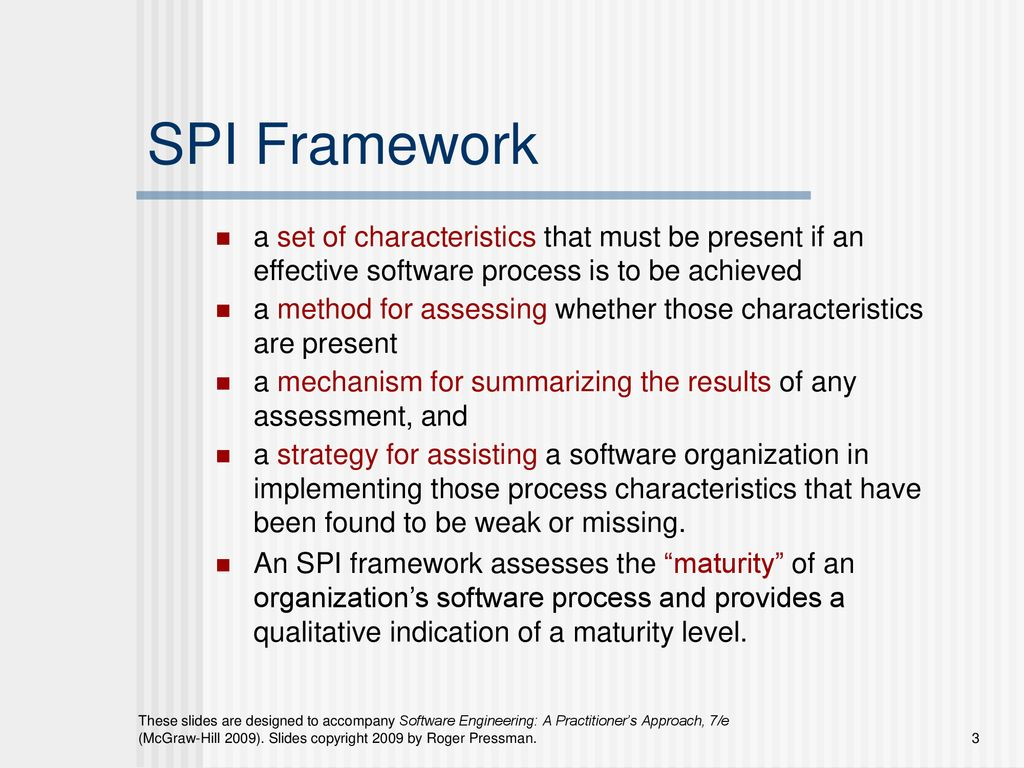 SPI Framework
a set of characteristics that must be present if an
effective software process is to be achieved
a method for assessing whether those characteristics
are present
a mechanism for summarizing the results of any
assessment, and
a strategy for assisting a software organization in
implementing those process characteristics that have
been found to be weak or missing.
An SPI framework assesses the “maturity” of an
organization’s software process and provides a
qualitative indication of a maturity level.
These slides are designed to accompany Software Engineering: A Practitioner’s Approach, 7/e
(McGraw-Hill 2009). Slides copyright 2009 by Roger Pressman.
3